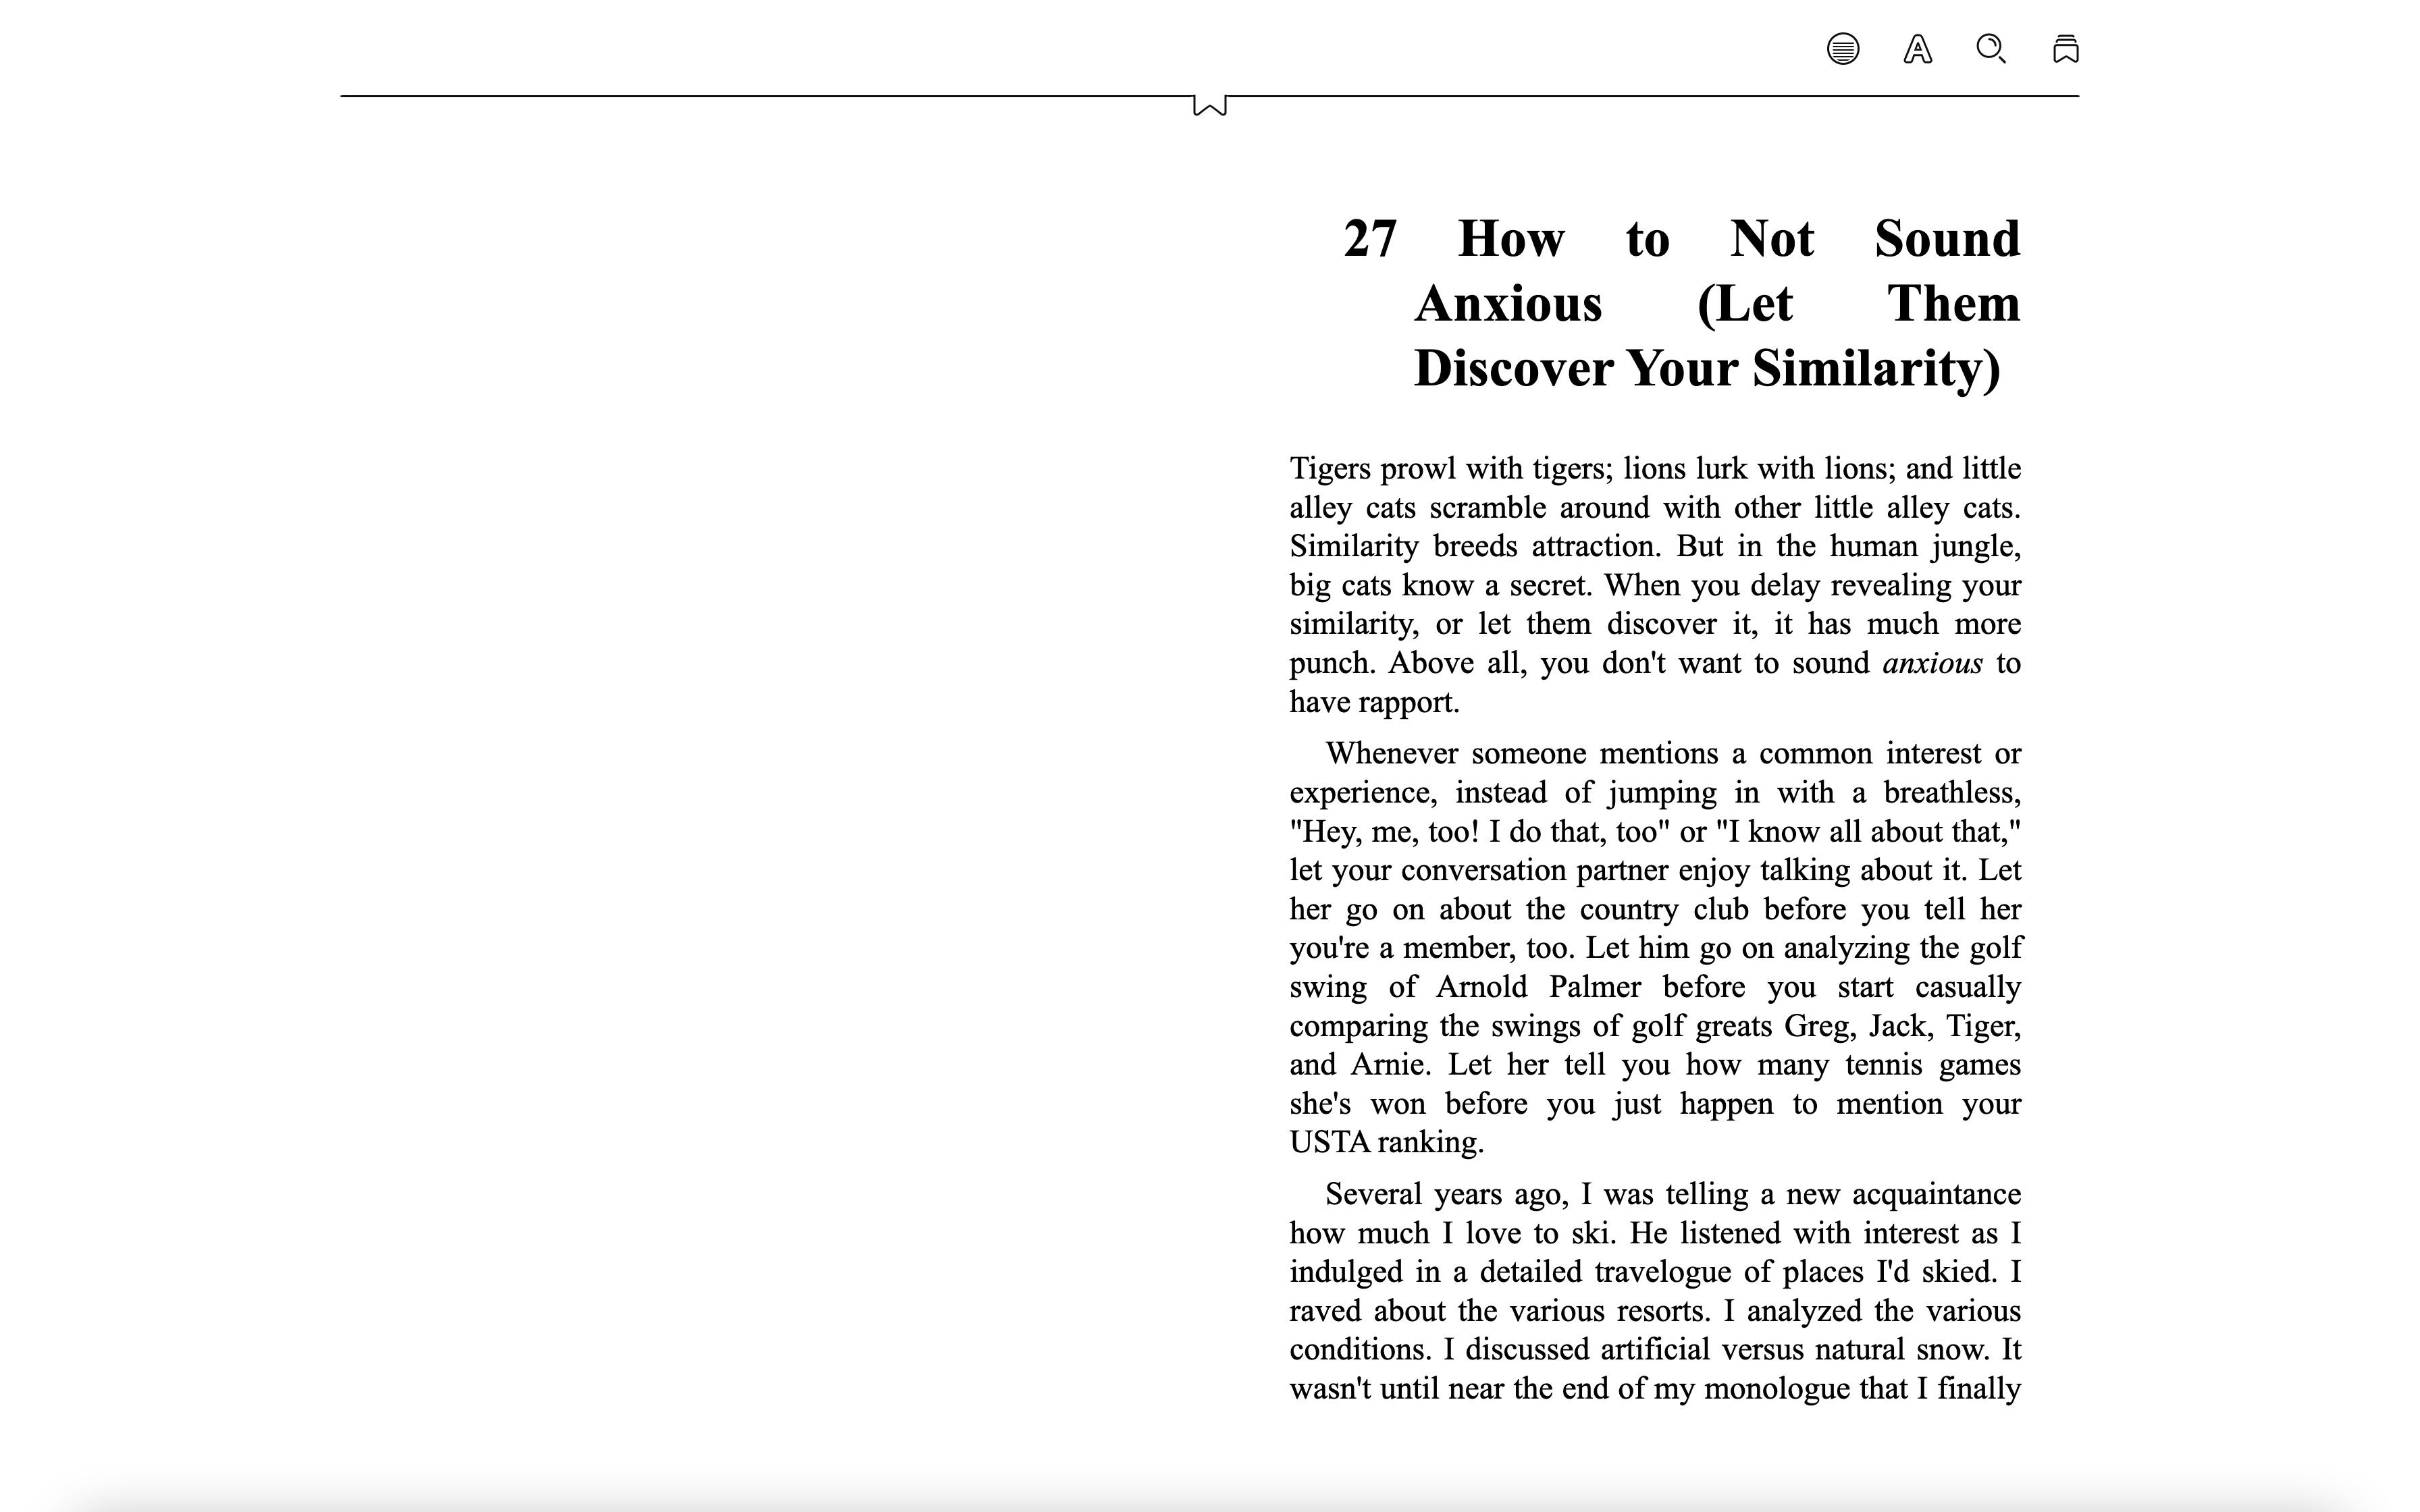 27 How to Not Sound
Anxious (Let Them
Discover Your Similarity)
Tigers prowl with tigers; lions lurk with lions; and little
alley cats scramble around with other little alley cats.
Similarity breeds attraction. But in the human jungle,
big cats know a secret. When you delay revealing your
similarity, or let them discover it, it has much more
punch. Above all, you don't want to sound anxious to
have rapport.
Whenever someone mentions a common interest or
experience, instead of jumping in with a breathless,
"Hey, me, too! I do that, too" or "I know all about that,"
let your conversation partner enjoy talking about it. Let
her go on about the country club before you tell her
you're a member, too. Let him go on analyzing the golf
swing of Arnold Palmer before you start casually
comparing the swings of golf greats Greg, Jack, Tiger,
and Arnie. Let her tell you how many tennis games
she's won before you just happen to mention your
USTA ranking.
Several years ago, I was telling a new acquaintance
how much I love to ski. He listened with interest as I
indulged in a detailed travelogue of places I'd skied. I
raved about the various resorts. I analyzed the various
conditions. I discussed artificial versus natural snow. It
wasn't until near the end of my monologue that I finally